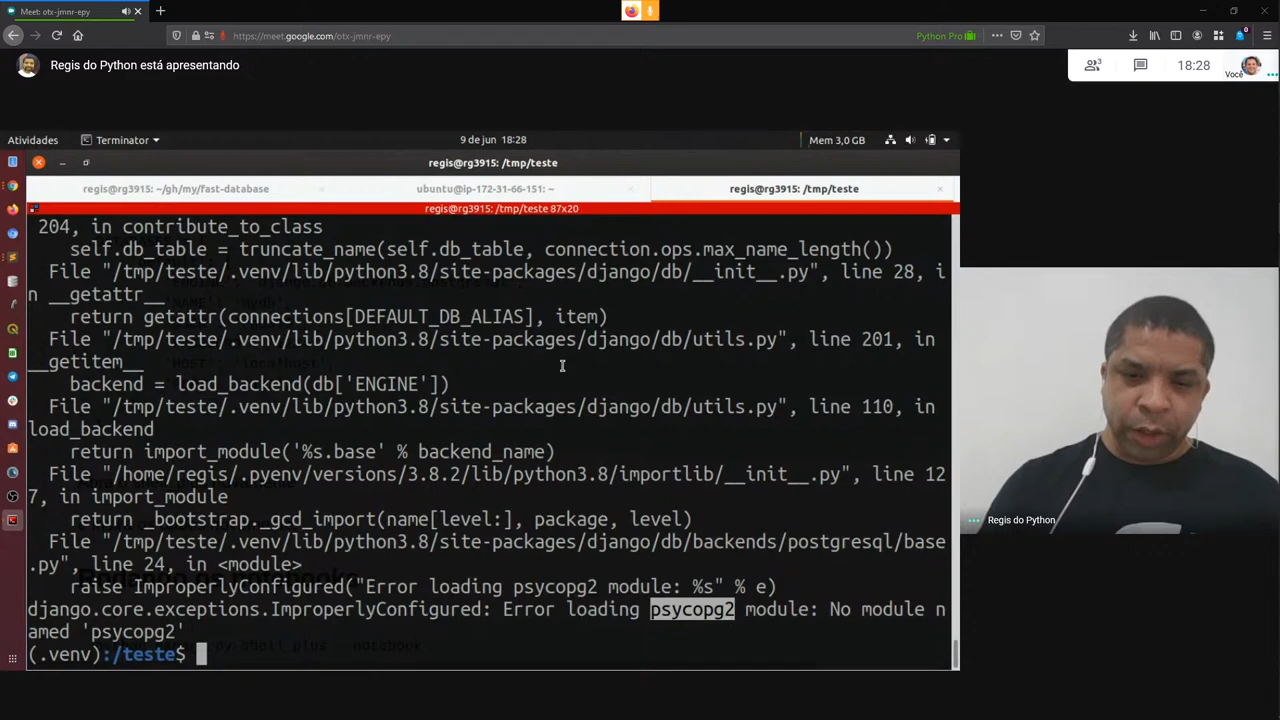 Meet: otx-jmnr-epy
https://meet.google.com/otx-jmnr-epy
Python Pro
Regis do Python está apresentando
3
18:28
Você
Atividades
Terminator
9 de jun 18:28
Mem 3,0 GB
regis@rg3915: /tmp/teste
regis@rg3915: ~/gh/my/fast-database
ubuntu@ip-172-31-66-151: ~
regis@rg3915: /tmp/teste
regis@rg3915: /tmp/teste 87x20
204, in contribute_to_class
self.db_table = truncate_name(self.db_table, connection.ops.max_name_length())
File "/tmp/teste/.venv/lib/python3.8/site-packages/django/db/__init__.py", line 28, i
n __getattr__
return getattr(connections[DEFAULT_DB_ALIAS], item)
File "/tmp/teste/.venv/lib/python3.8/site-packages/django/db/utils.py", line 201, in
__getitem__
'HOST': 'localhost',
backend = load_backend(db['ENGINE'])
File "/tmp/teste/.venv/lib/python3.8/site-packages/django/db/utils.py", line 110, in
load_backend
return import_module('%s.base' % backend_name)
File "/home/regis/.pyenv/versions/3.8.2/lib/python3.8/importlib/__init__.py", line 12
7, in import_module
return _bootstrap._gcd_import(name[level:], package, level)
File "/tmp/teste/.venv/lib/python3.8/site-packages/django/db/backends/postgresql/base
.py", line 24, in <module>
raise ImproperlyConfigured("Error loading psycopg2 module: %s" % e)
django.core.exceptions.ImproperlyConfigured: Error loading psycopg2 module: No module n
amed 'psycopg2'
shell_plus --notebook
(.venv):/teste$
Regis do Python